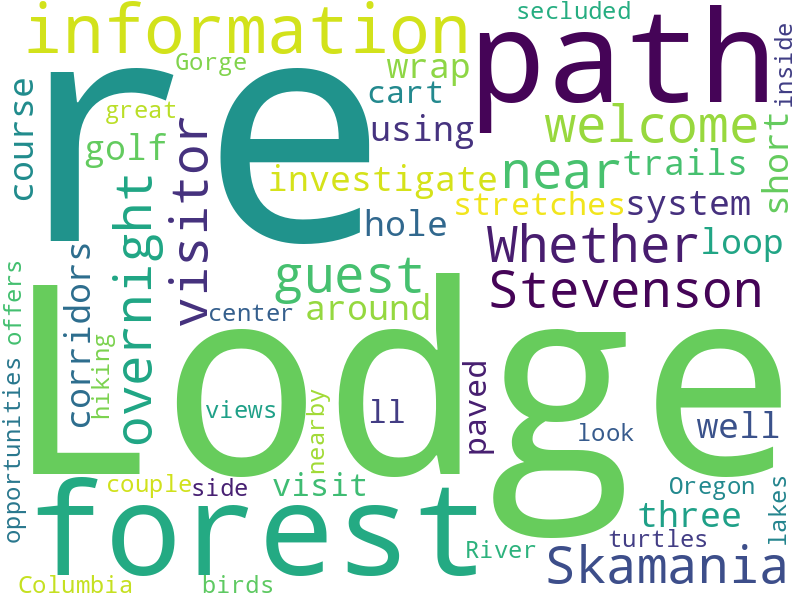 secluded
information
path
inside
Gorge
wrap
re
cart
great
course
using
welcome
short
golf
visitor
near
trails
investigate
overnight
stretches
system
hole
Whether
loop
corridors
guest
Stevenson
offers
Lodge
center
around
hiking
opportunities
views
ll
paved
nearby
look
well
couple
side
visit
forest
Oregon
lakes
three
turtles
River
Skamania
Columbia
birds